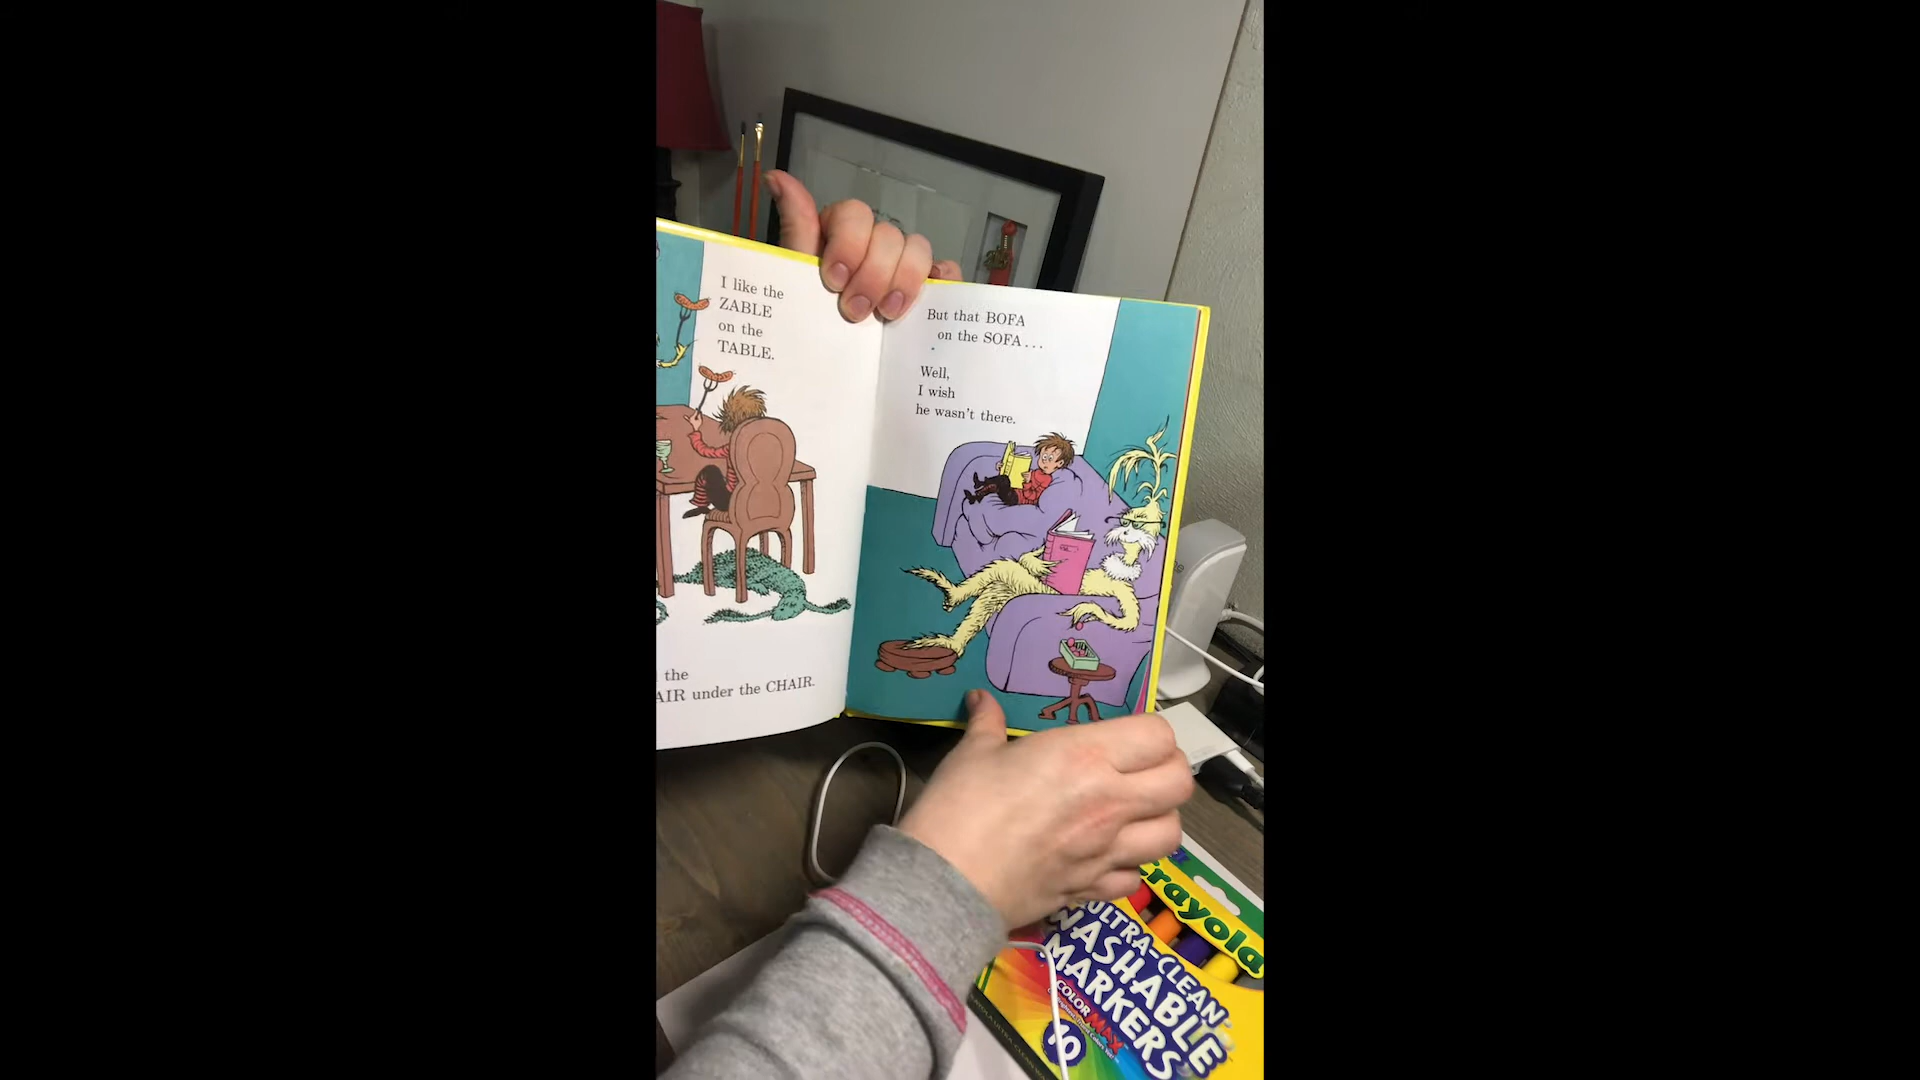 I like the
ZABLE
on the
TABLE.
the
AIR under the CHAIR.
But that BOFA
on the SOFA...
Well,
I wish
he wasn't there.
Crayola
ULTRA-CLEAN
WASHABLE
MARKERS
COLOR MAX
10